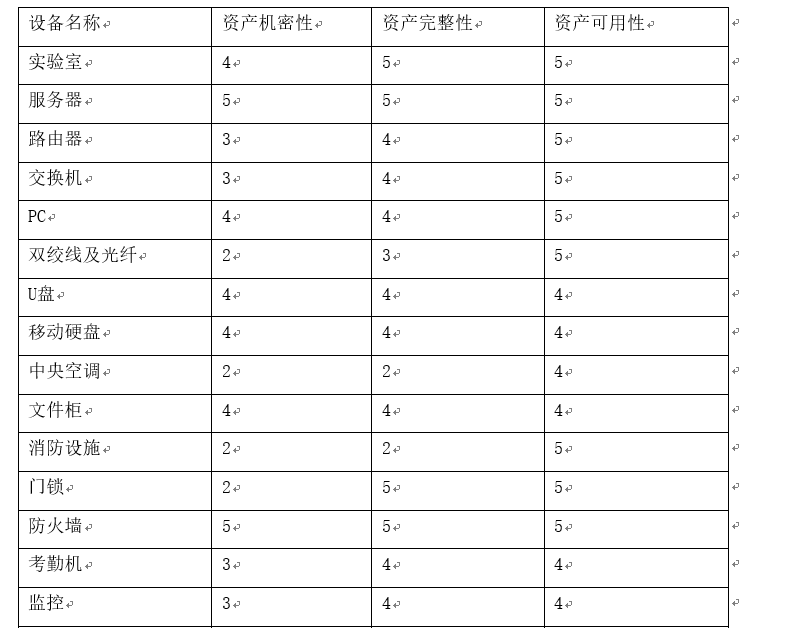 设备名称 资产机密性 资产完整性 资产可用性
实验室 4 5 5
服务器 5 5 5
路由器 3 4 5
交换机 3 4 5
PC 4 4 5
双绞线及光纤 2 3 5
U盘 4 4 4
移动硬盘 4 4 4
中央空调 2 2 4
文件柜 4 4 4
消防设施 2 2 5
门锁 2 5 5
防火墙 5 5 5
考勤机 3 4 4
监控 3 4 4